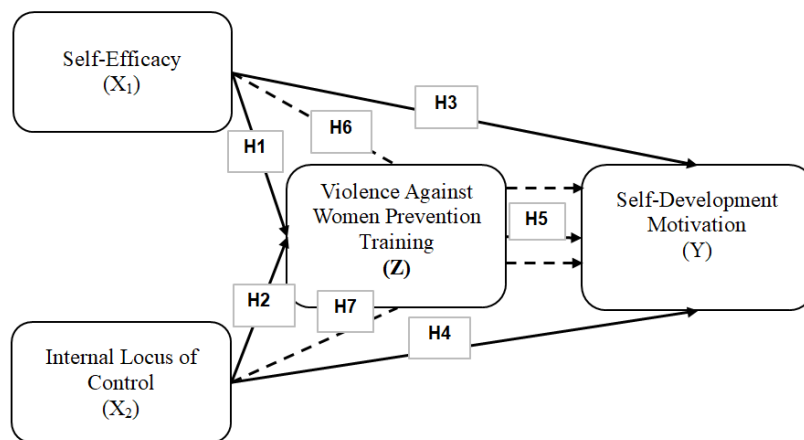 Self-Efficacy
(X₁)
H3
H6
H1
Violence Against
Women Prevention
Training
(Z)
H5
Self-Development
Motivation
(Y)
H2
H7
H4
Internal Locus of
Control
(X₂)